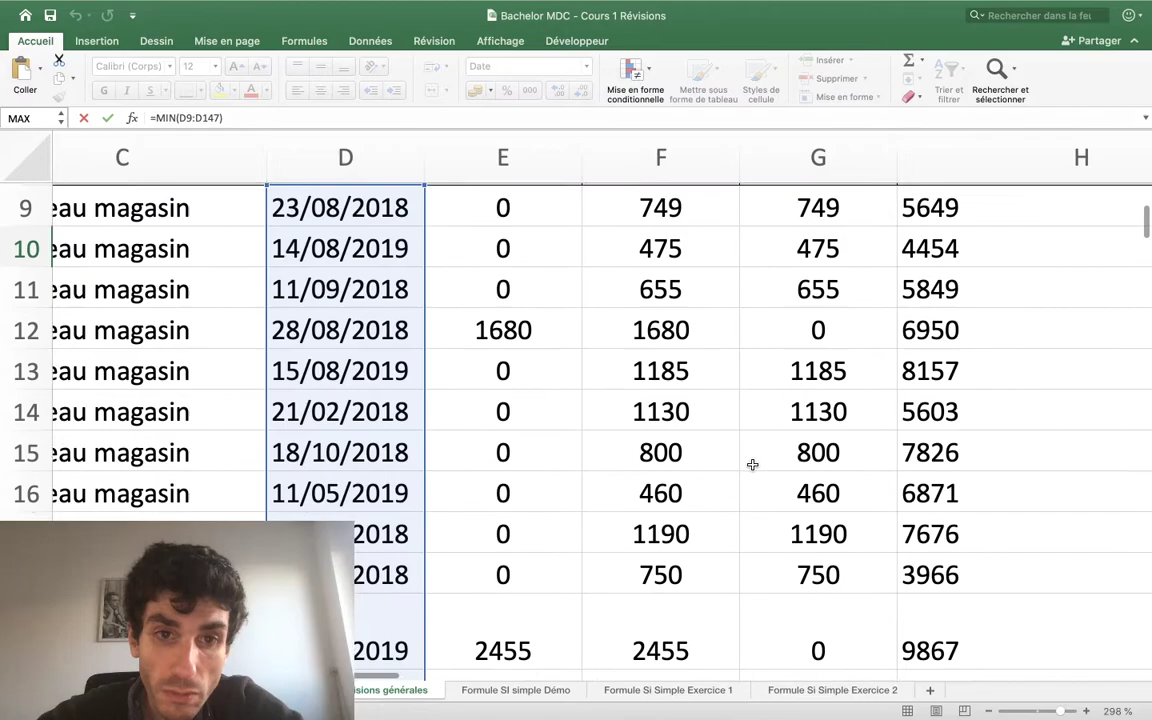 Bachelor MDC - Cours 1 Révisions
Rechercher dans la feu
Accueil
Insertion
Dessin
Mise en page
Formules
Données
Révision
Affichage
Développeur
Partager
Coller
Calibri (Corps)
12
A
A
G
I
S
A
Date
%
000
Mise en forme
conditionnelle
Mettre sous
forme de tableau
Styles de
cellule
Insérer
Supprimer
Mise en forme
Trier et
filtrer
Rechercher et
sélectionner
MAX
fx
=MIN(D9:D147)
C D E F G H
9 eau magasin 23/08/2018 0 749 749 5649
10 eau magasin 14/08/2019 0 475 475 4454
11 eau magasin 11/09/2018 0 655 655 5849
12 eau magasin 28/08/2018 1680 1680 0 6950
13 eau magasin 15/08/2019 0 1185 1185 8157
14 eau magasin 21/02/2018 0 1130 1130 5603
15 eau magasin 18/10/2018 0 800 800 7826
16 eau magasin 11/05/2019 0 460 460 6871
2018 0 1190 1190 7676
2018 0 750 750 3966
2019 2455 2455 0 9867
isions générales
Formule SI simple Démo
Formule Si Simple Exercice 1
Formule Si Simple Exercice 2
298 %